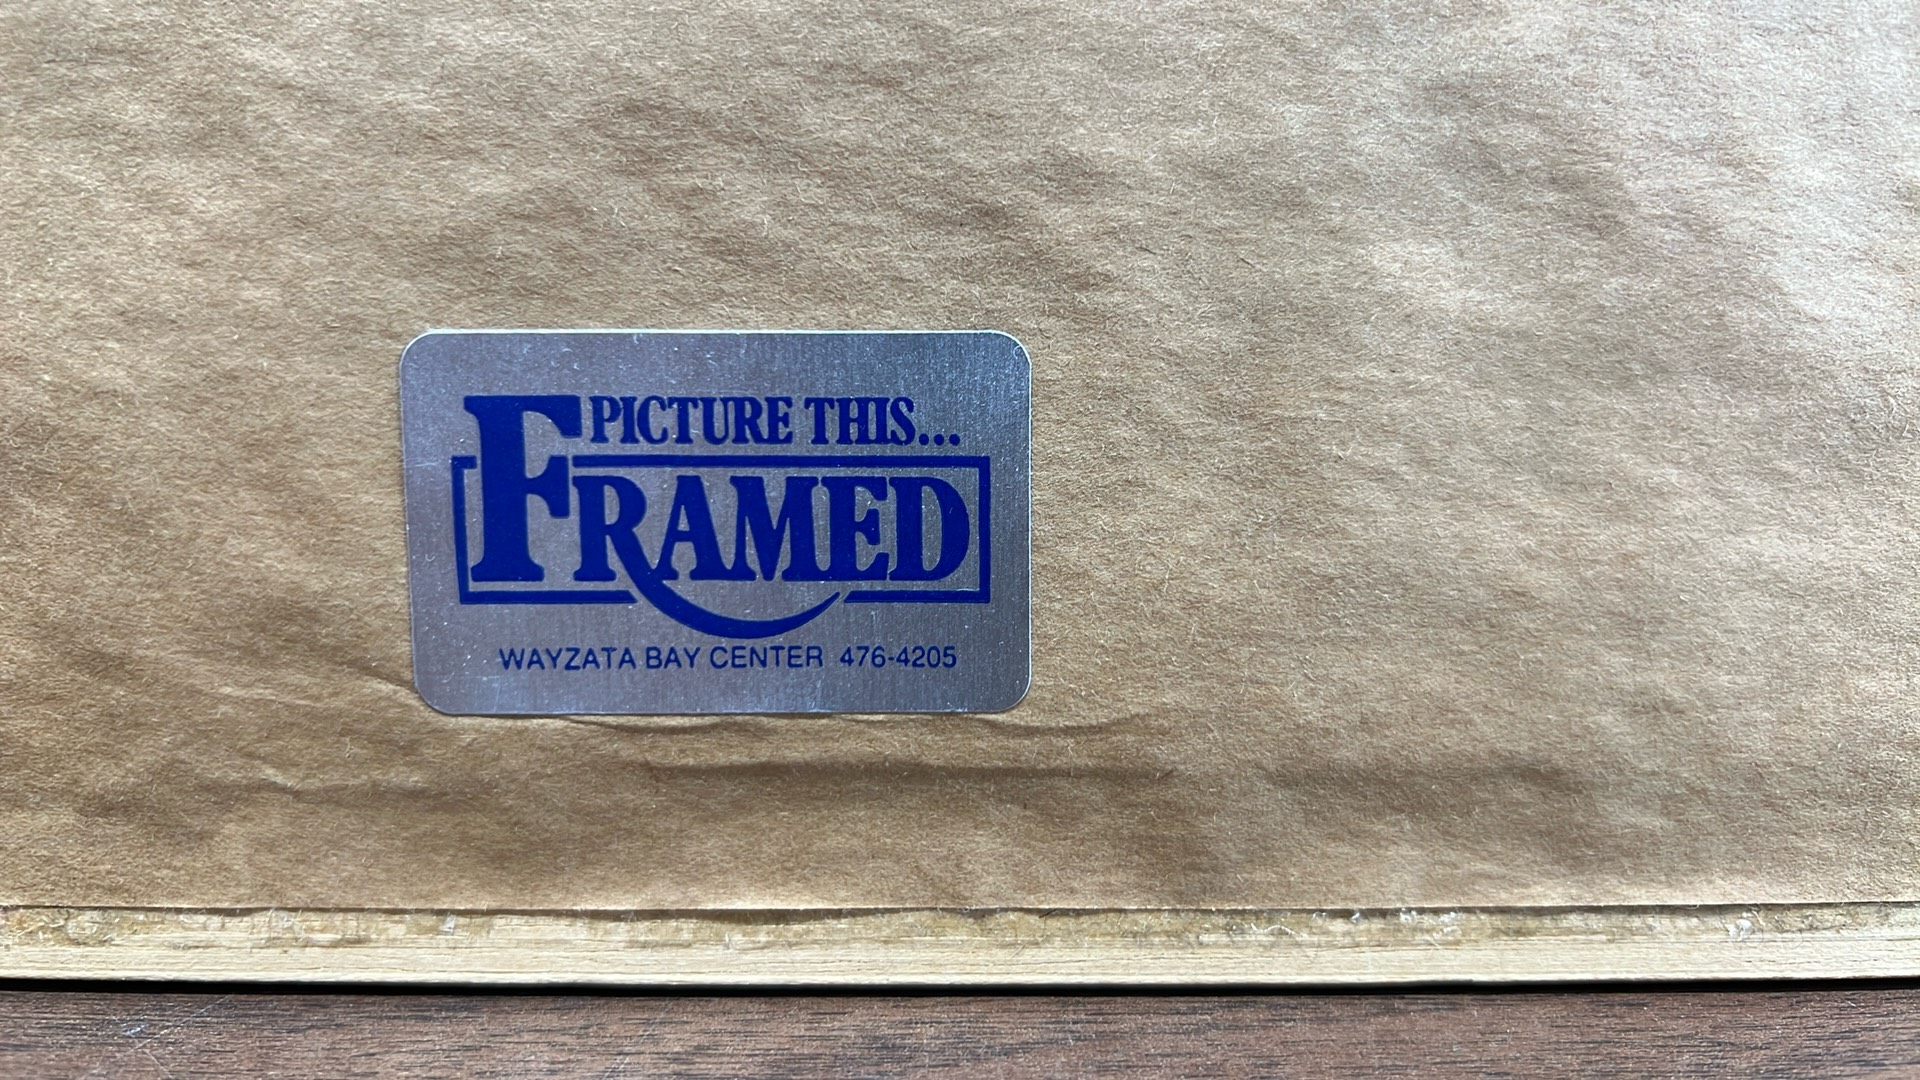 PICTURE THIS...
FRAMED
WAYZATA BAY CENTER 476-4205